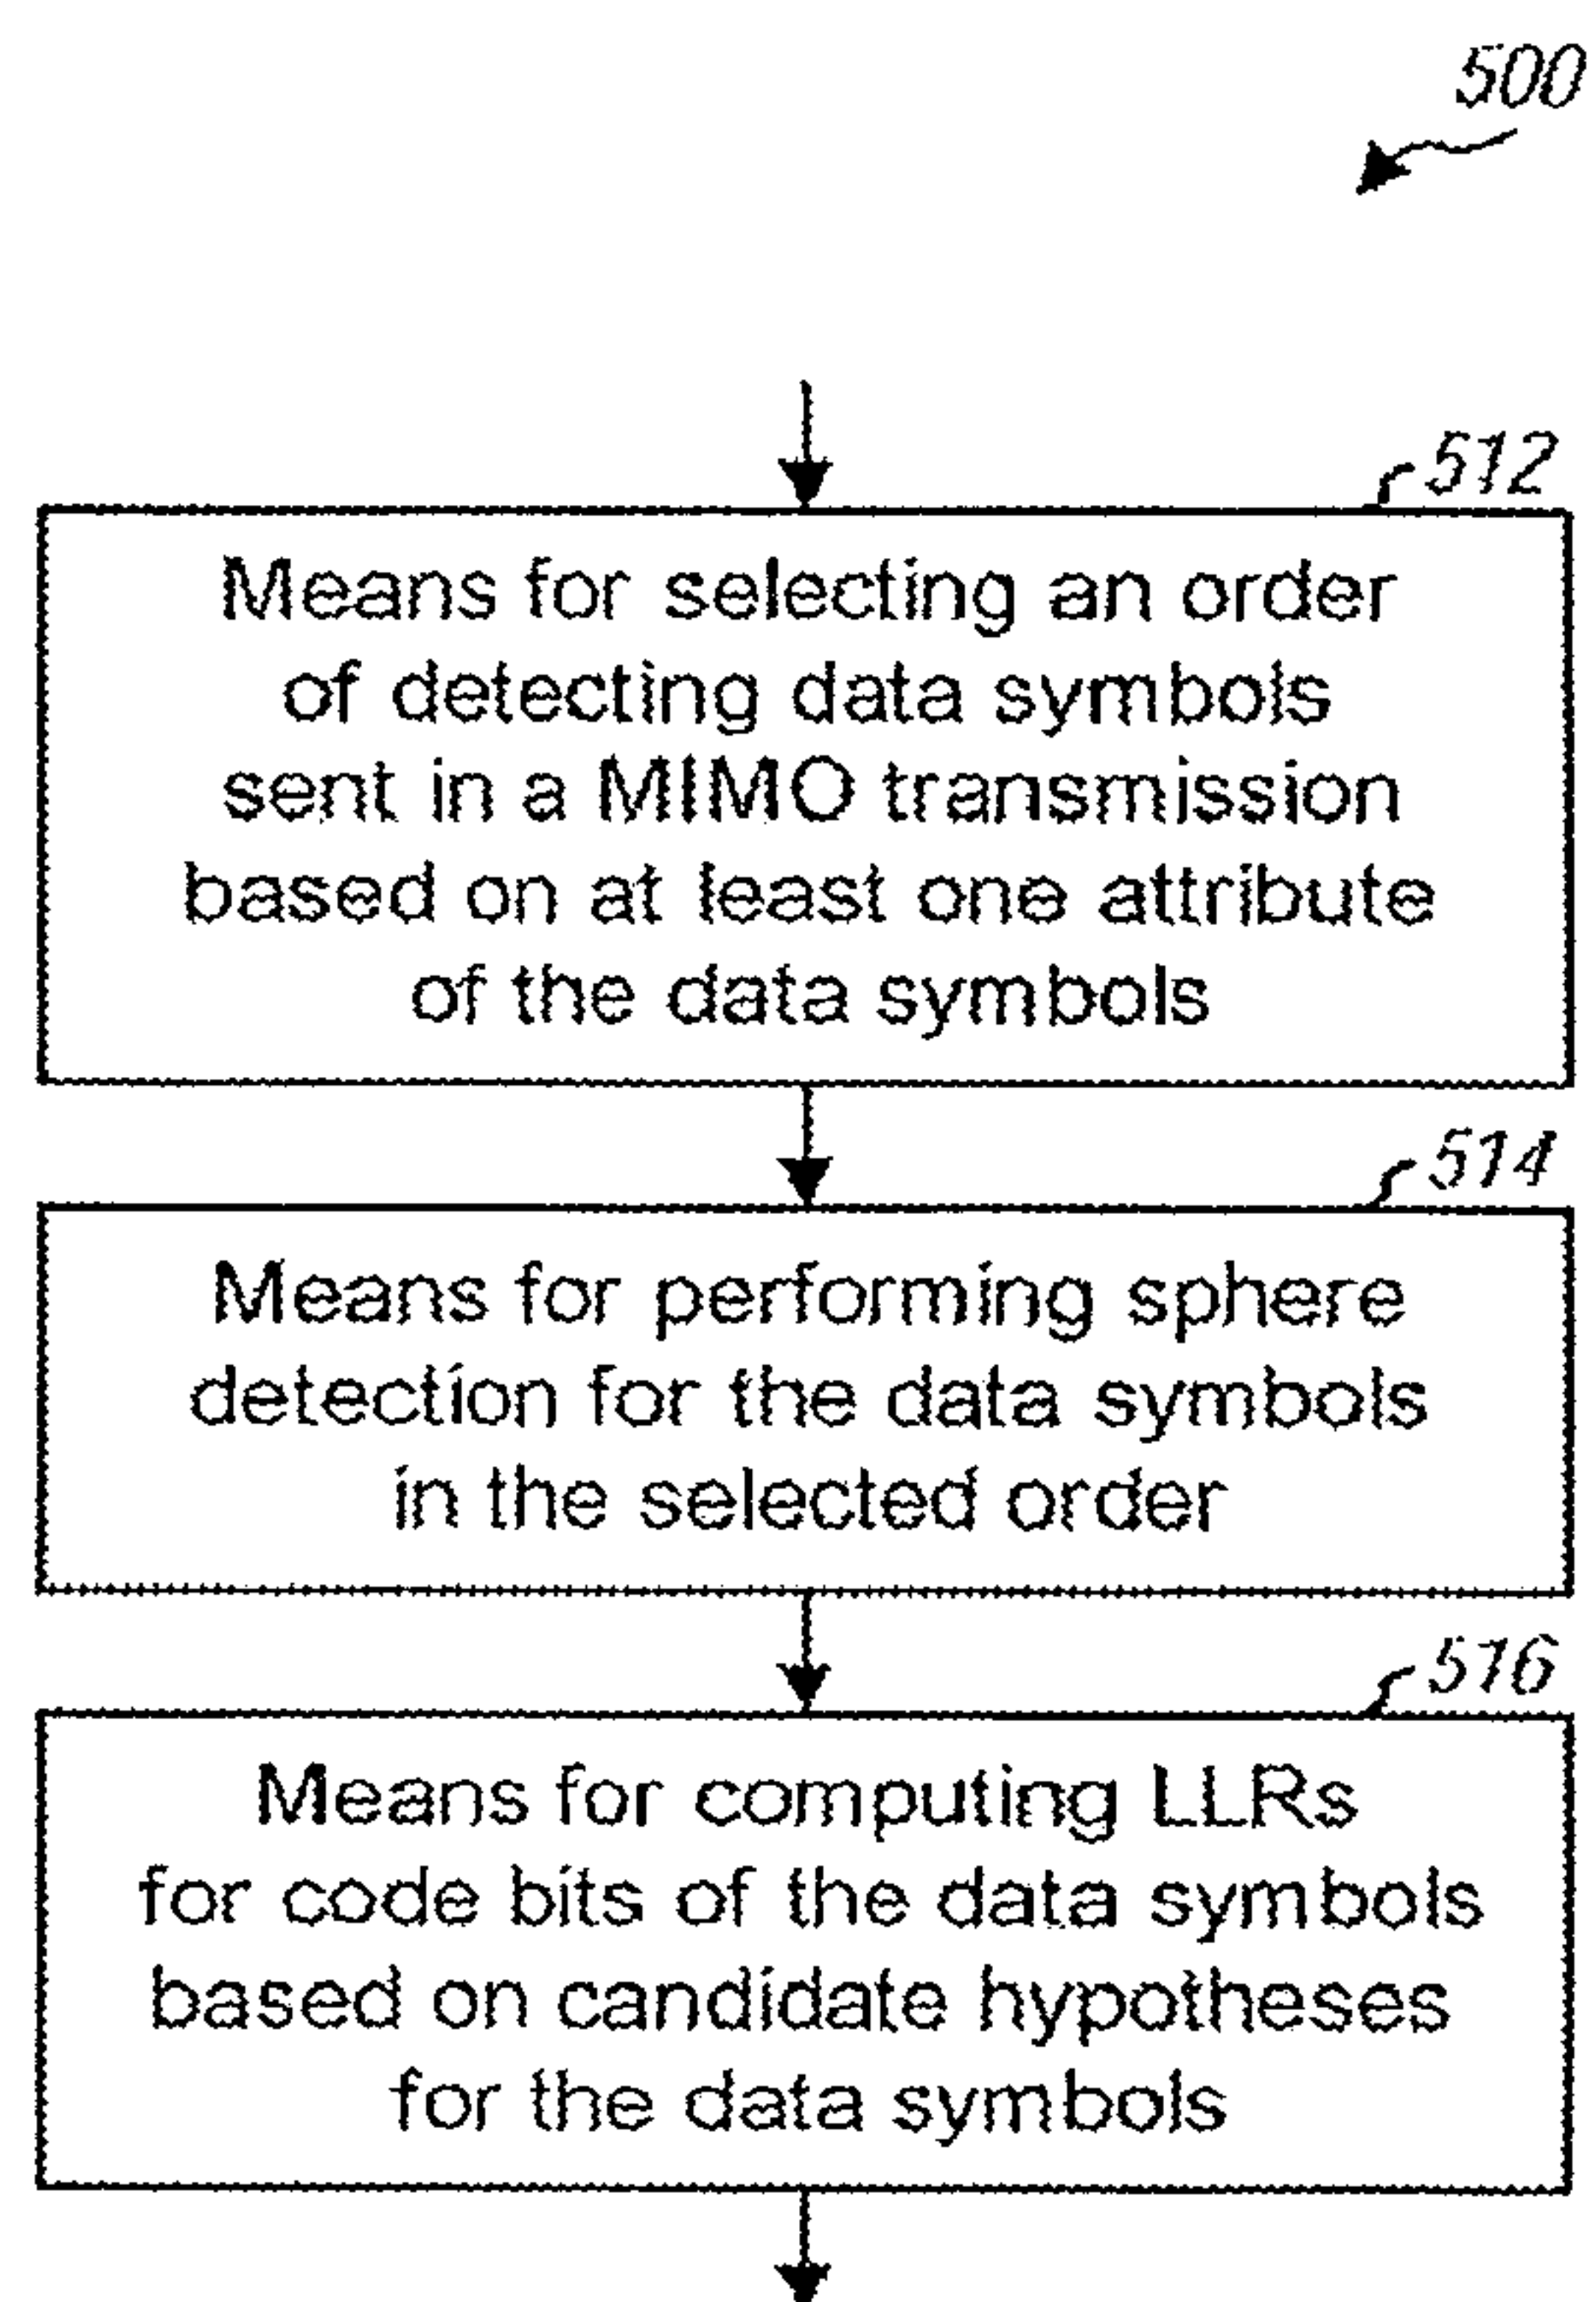 500
512
Means for selecting an order
of detecting data symbols
sent in a MIMO transmission
based on at least one attribute
of the data symbols
514
Means for performing sphere
detection for the data symbols
in the selected order
516
Means for computing LLRs
for code bits of the data symbols
based on candidate hypotheses
for the data symbols